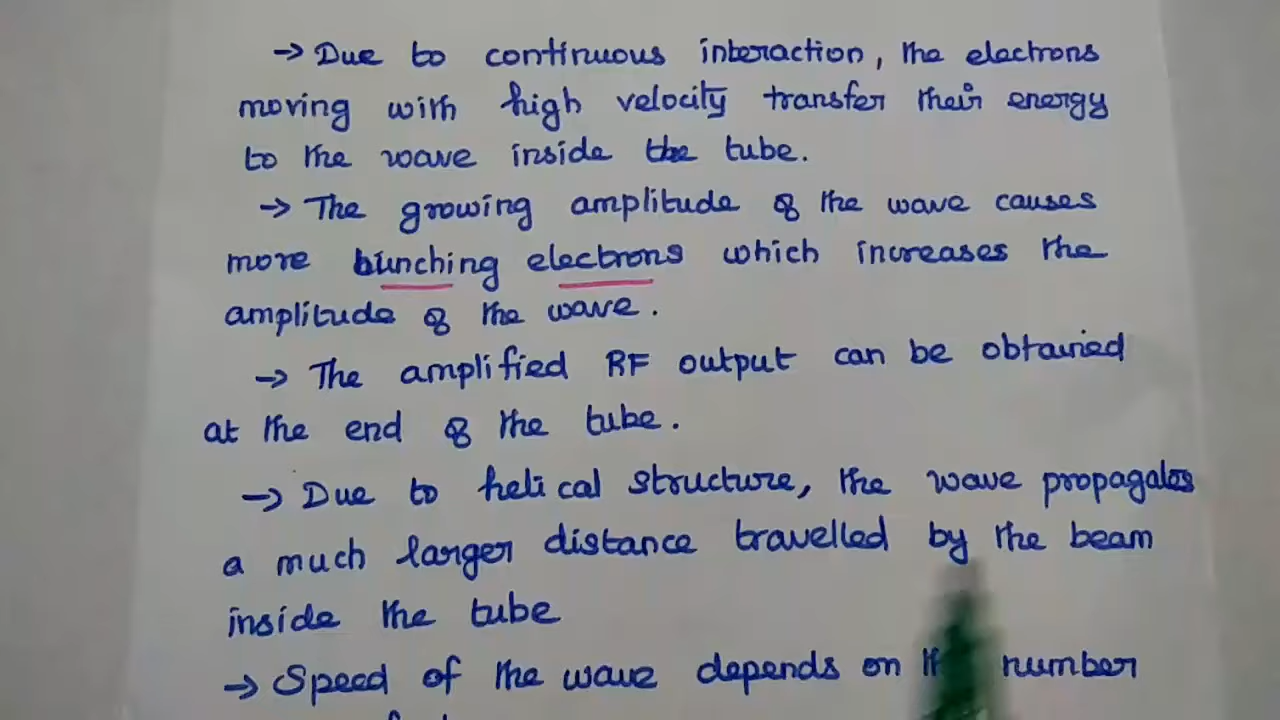 → Due to continuous interaction, the electrons
moving with high velocity transfer their energy
to the wave inside the tube.
→ The growing amplitude of the wave causes
more bunching electrons which increases the
amplitude of the wave.
→ The amplified RF output can be obtained
at the end of the tube.
→ Due to helical structure, the wave propagates
a much larger distance travelled by the beam
inside the tube
→ Speed of the wave depends on number